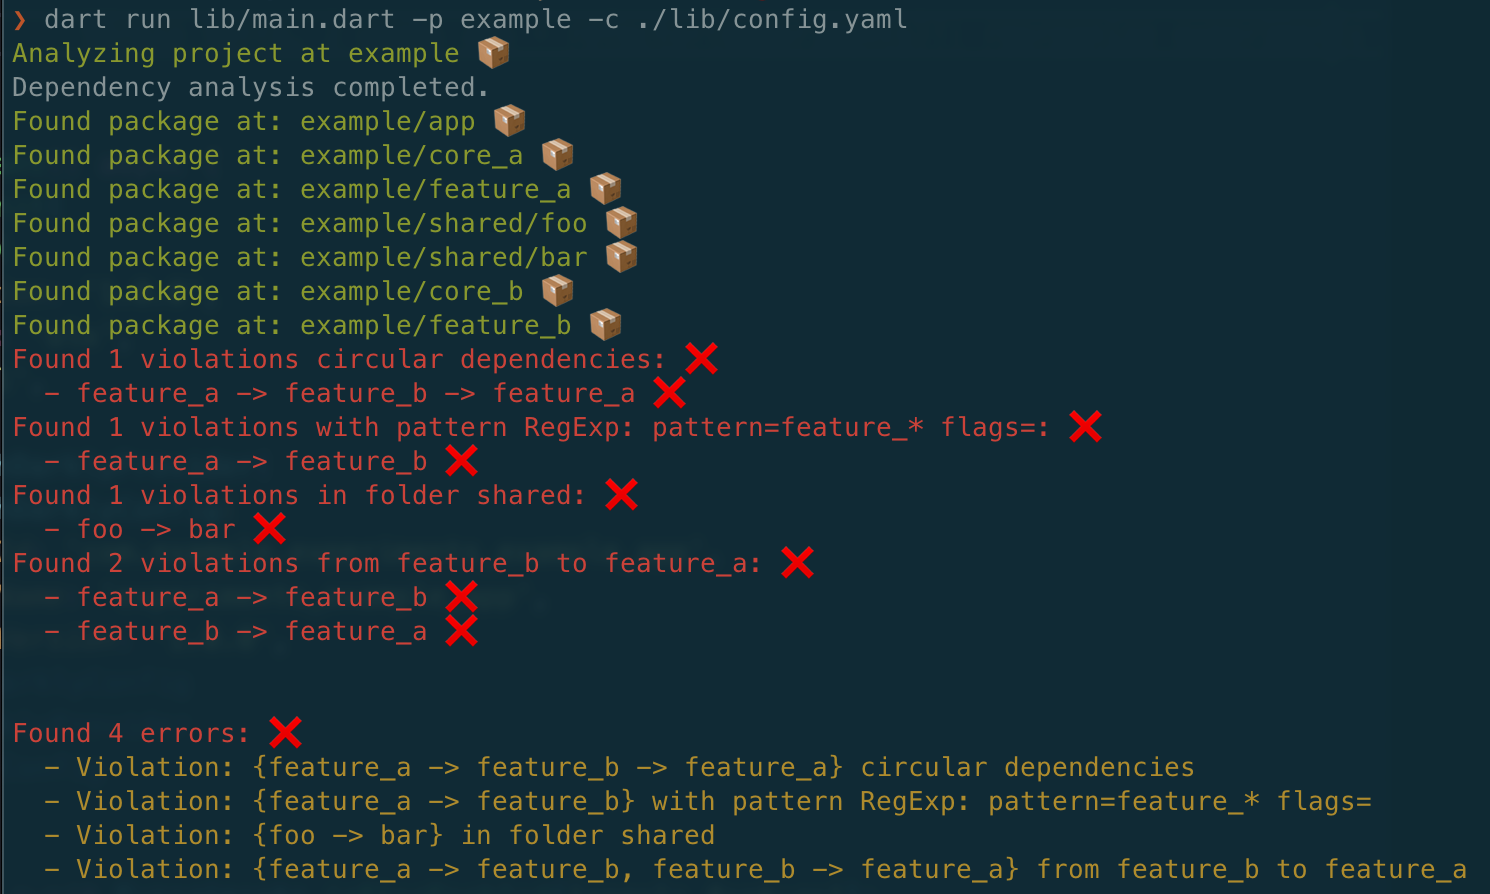 ❯ dart run lib/main.dart -p example -c ./lib/config.yaml
Analyzing project at example 📦
Dependency analysis completed.
Found package at: example/app 📦
Found package at: example/core_a 📦
Found package at: example/feature_a 📦
Found package at: example/shared/foo 📦
Found package at: example/shared/bar 📦
Found package at: example/core_b 📦
Found package at: example/feature_b 📦
Found 1 violations circular dependencies: ❌
  - feature_a -> feature_b -> feature_a ❌
Found 1 violations with pattern RegExp: pattern=feature_* flags=: ❌
  - feature_a -> feature_b ❌
Found 1 violations in folder shared: ❌
  - foo -> bar ❌
Found 2 violations from feature_b to feature_a: ❌
  - feature_a -> feature_b ❌
  - feature_b -> feature_a ❌
Found 4 errors: ❌
  - Violation: {feature_a -> feature_b -> feature_a} circular dependencies
  - Violation: {feature_a -> feature_b} with pattern RegExp: pattern=feature_* flags=
  - Violation: {foo -> bar} in folder shared
  - Violation: {feature_a -> feature_b, feature_b -> feature_a} from feature_b to feature_a